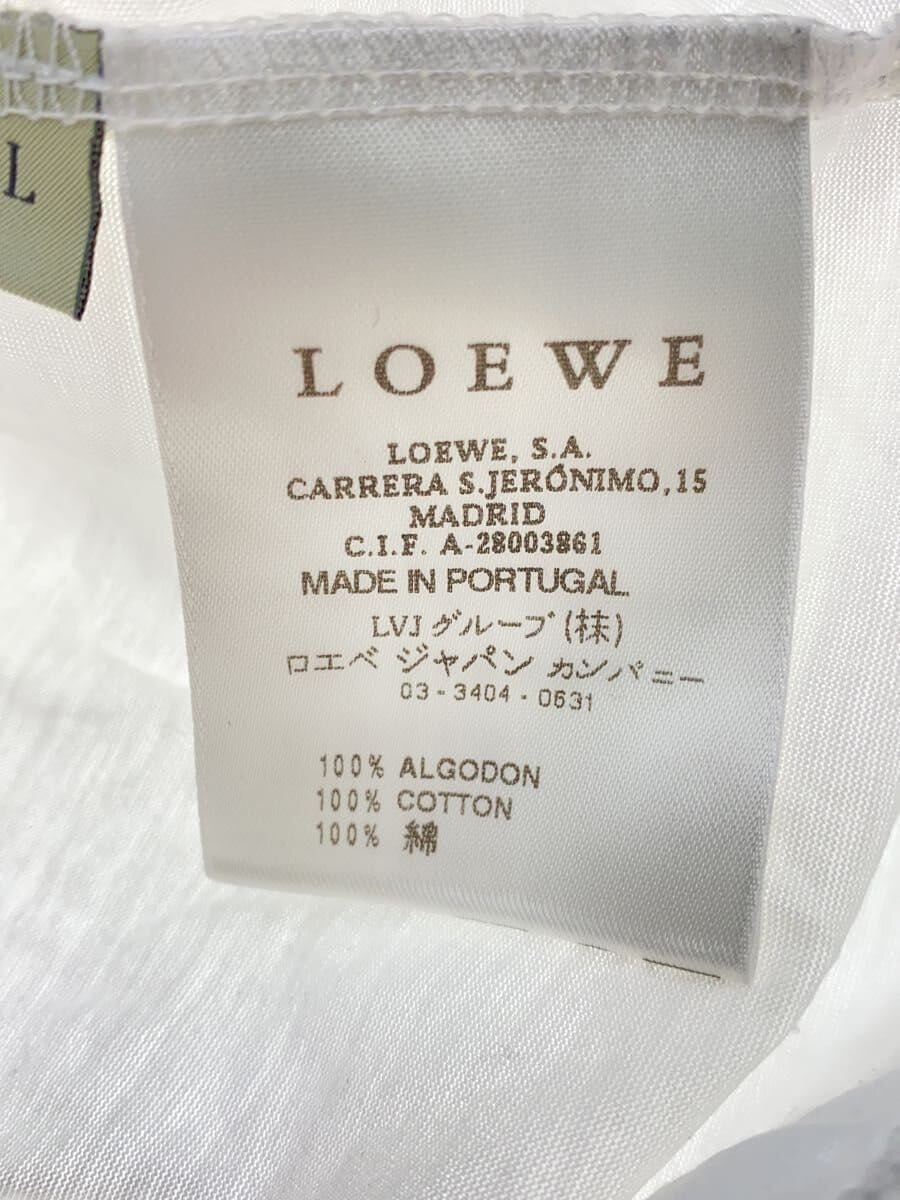 L
LOEWE
LOEWE, S.A.
CARRERA S.JERÓNIMO,15
MADRID
C.I.F. A-28003861
MADE IN PORTUGAL
LVJ グループ (株)
ロエベ ジャパン カンパニー
03-3404-0631
100% ALGODON
100% COTTON
100% 綿